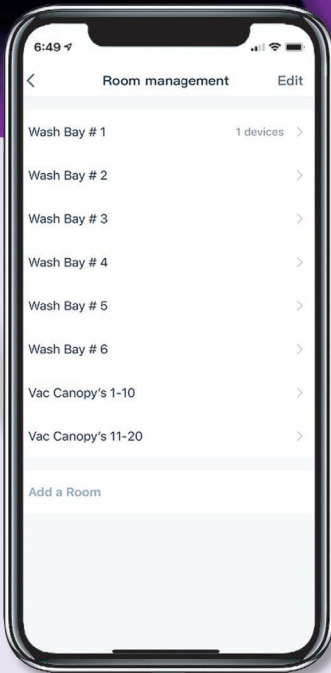 6:49
Room management
Edit
Wash Bay # 1
1 devices
Wash Bay # 2
Wash Bay # 3
Wash Bay # 4
Wash Bay # 5
Wash Bay # 6
Vac Canopy's 1-10
Vac Canopy's 11-20
Add a Room